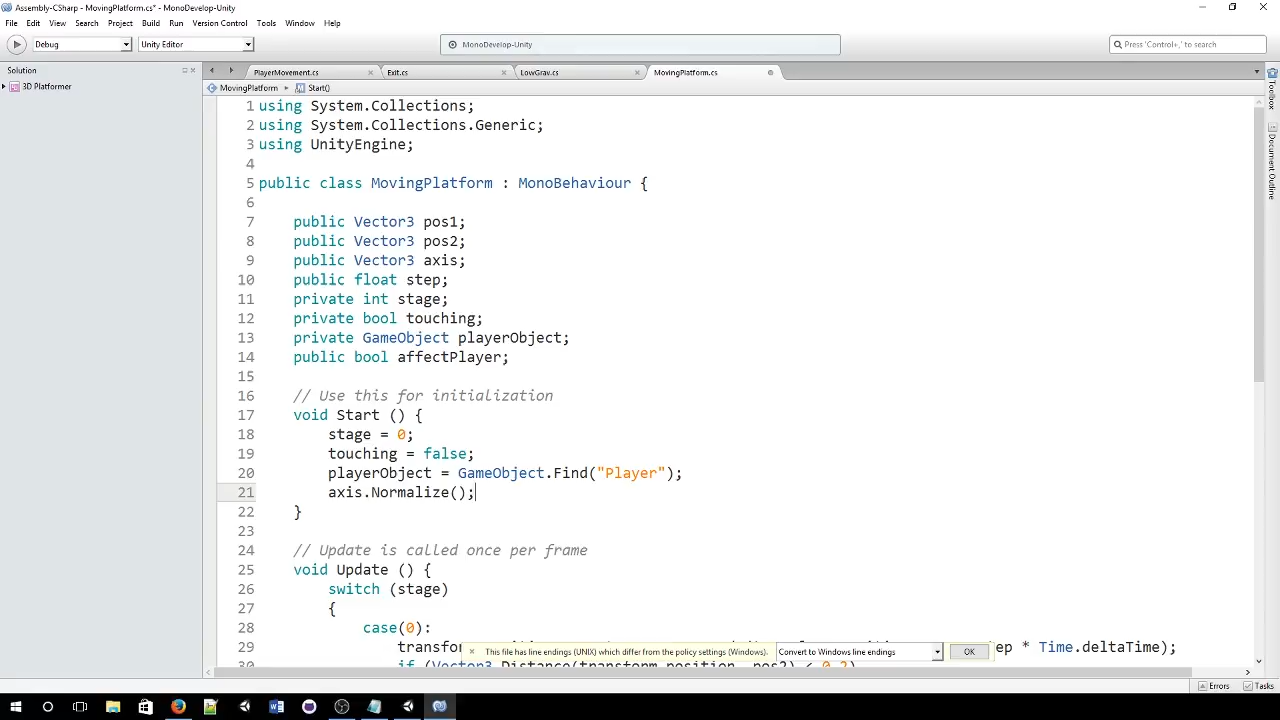 Assembly-CSharp - MovingPlatform.cs* - MonoDevelop-Unity
File Edit View Search Project Build Run Version Control Tools Window Help
Debug Unity Editor MonoDevelop-Unity Press 'Control+,' to search
Solution PlayerMovement.cs Exit.cs LowGrav.cs MovingPlatform.cs
3D Platformer MovingPlatform Start()
1 using System.Collections;
2 using System.Collections.Generic;
3 using UnityEngine;
4
5 public class MovingPlatform : MonoBehaviour {
6
7 public Vector3 pos1;
8 public Vector3 pos2;
9 public Vector3 axis;
10 public float step;
11 private int stage;
12 private bool touching;
13 private GameObject playerObject;
14 public bool affectPlayer;
15
16 // Use this for initialization
17 void Start () {
18 stage = 0;
19 touching = false;
20 playerObject = GameObject.Find("Player");
21 axis.Normalize();
22 }
23
24 // Update is called once per frame
25 void Update () {
26 switch (stage)
27 {
28 case(0):
29 ep * Time.deltaTime);
This file has line endings (UNIX) which differ from the policy settings (Windows). Convert to Windows line endings OK
30 if (Vector3.Distance(transform.position, pos2) < 0.2)
Toolbox
Document Outline
Errors Tasks